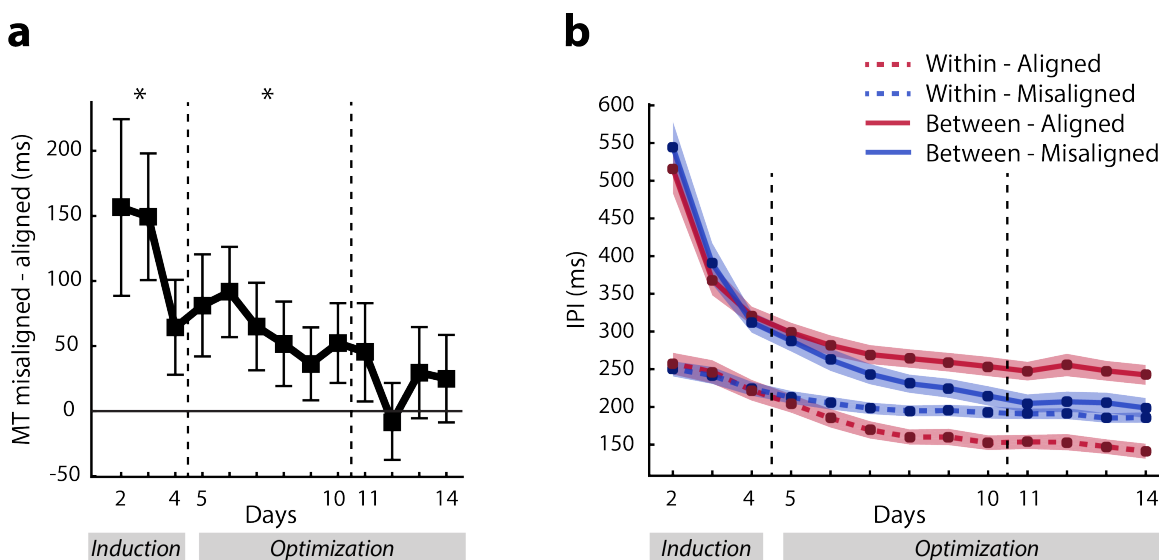 a
MT misaligned - aligned (ms)
200
150
100
50
0
-50
*
*
2
4
5
10
11
14
Days
Induction
Optimization
b
Within - Aligned
Within - Misaligned
Between - Aligned
Between - Misaligned
IPI (ms)
600
550
500
450
400
350
300
250
200
150
2
4
5
10
11
14
Days
Induction
Optimization